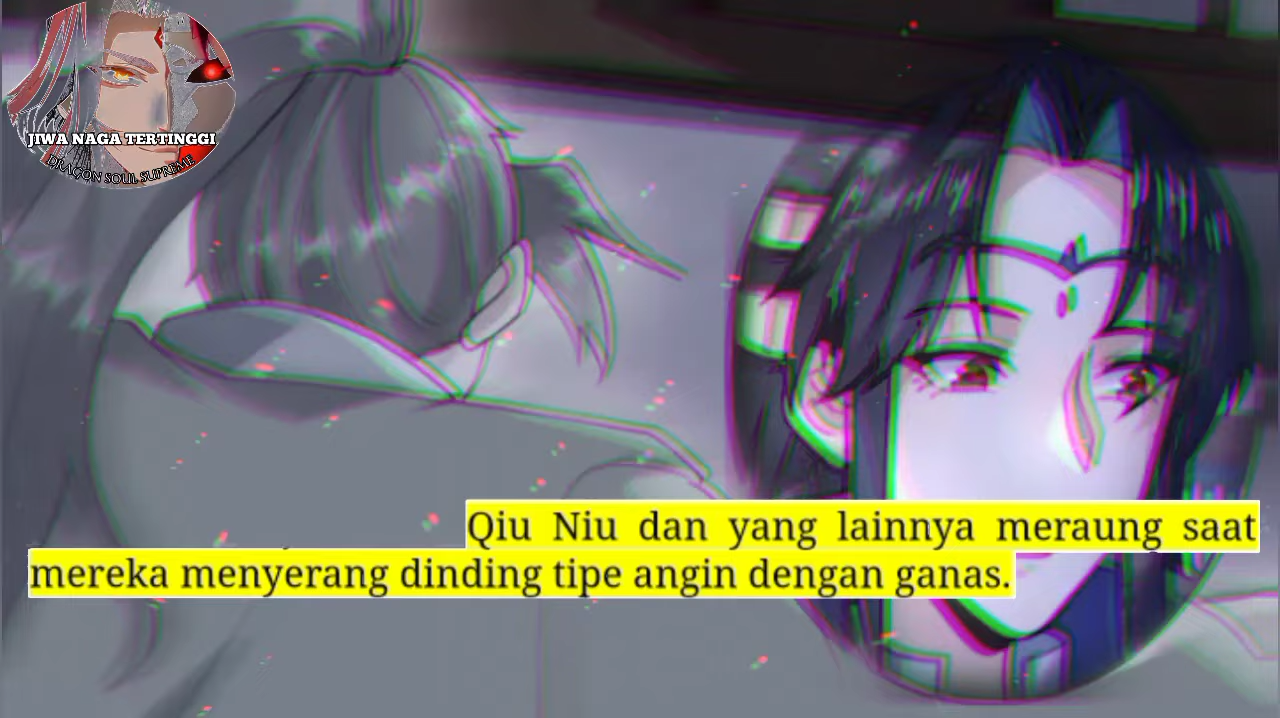 JIWA NAGA TERTINGGI
DRAGON SOUL SUPREME
Qiu Niu dan yang lainnya meraung saat
mereka menyerang dinding tipe angin dengan ganas.